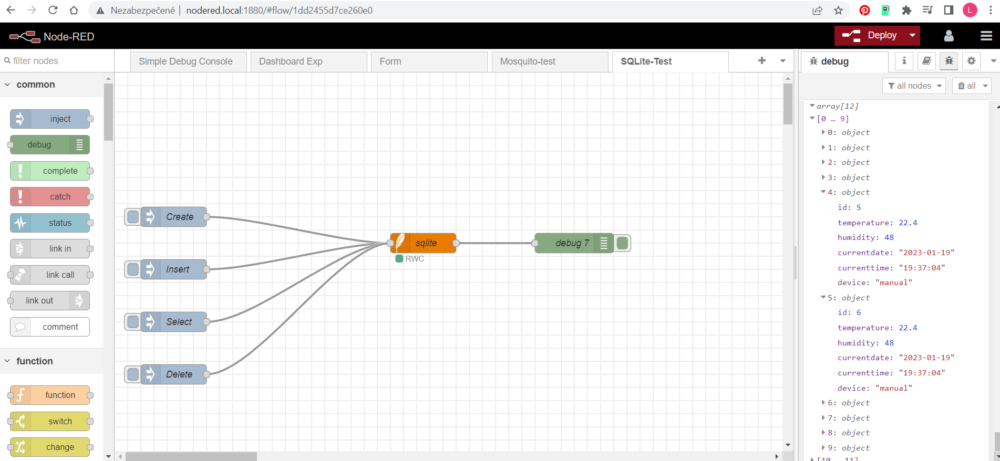 Nezabezpečené | nodered.local:1880/#flow/1dd2455d7ce260e0
L
Node-RED
Deploy
filter nodes
Simple Debug Console
Dashboard Exp
Form
Mosquito-test
SQLite-Test
debug
all nodes
all
common
inject
debug
complete
catch
status
link in
link call
link out
comment
function
function
switch
change
Create
Insert
Select
Delete
sqlite
RWC
debug 7
array[12]
[0 … 9]
0: object
1: object
2: object
3: object
4: object
id: 5
temperature: 22.4
humidity: 48
currentdate: "2023-01-19"
currenttime: "19:37:04"
device: "manual"
5: object
id: 6
temperature: 22.4
humidity: 48
currentdate: "2023-01-19"
currenttime: "19:37:04"
device: "manual"
6: object
7: object
8: object
9: object
[10 … 11]